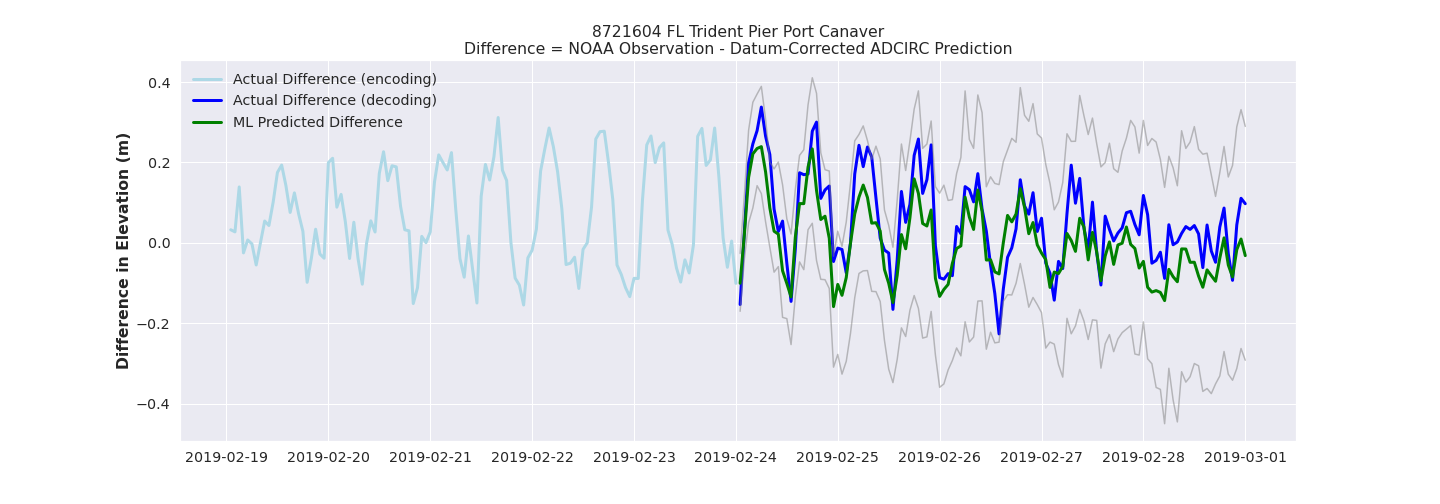 8721604 FL Trident Pier Port Canaver
Difference = NOAA Observation - Datum-Corrected ADCIRC Prediction
Actual Difference (encoding)
Actual Difference (decoding)
ML Predicted Difference
Difference in Elevation (m)
0.4
0.2
0.0
−0.2
−0.4
2019-02-19 2019-02-20 2019-02-21 2019-02-22 2019-02-23 2019-02-24 2019-02-25 2019-02-26 2019-02-27 2019-02-28 2019-03-01